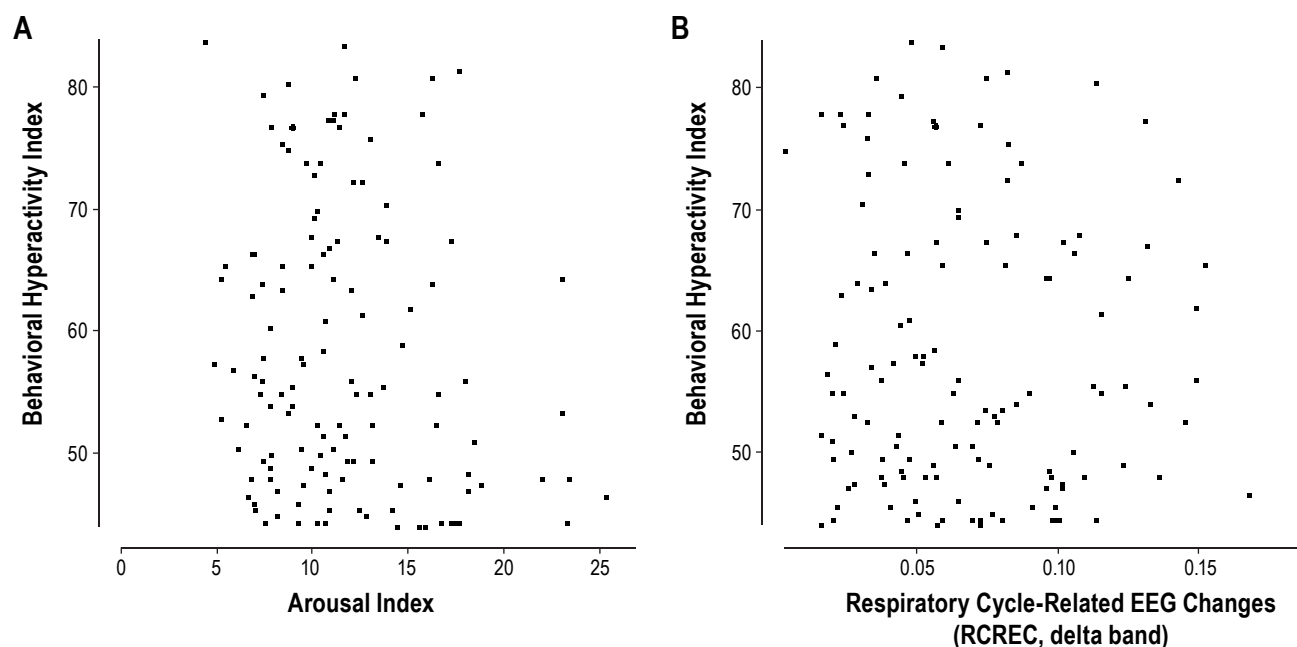 A
Behavioral Hyperactivity Index
80
70
60
50
0 5 10 15 20 25
Arousal Index
B
Behavioral Hyperactivity Index
80
70
60
50
0.05 0.10 0.15
Respiratory Cycle-Related EEG Changes
(RCREC, delta band)